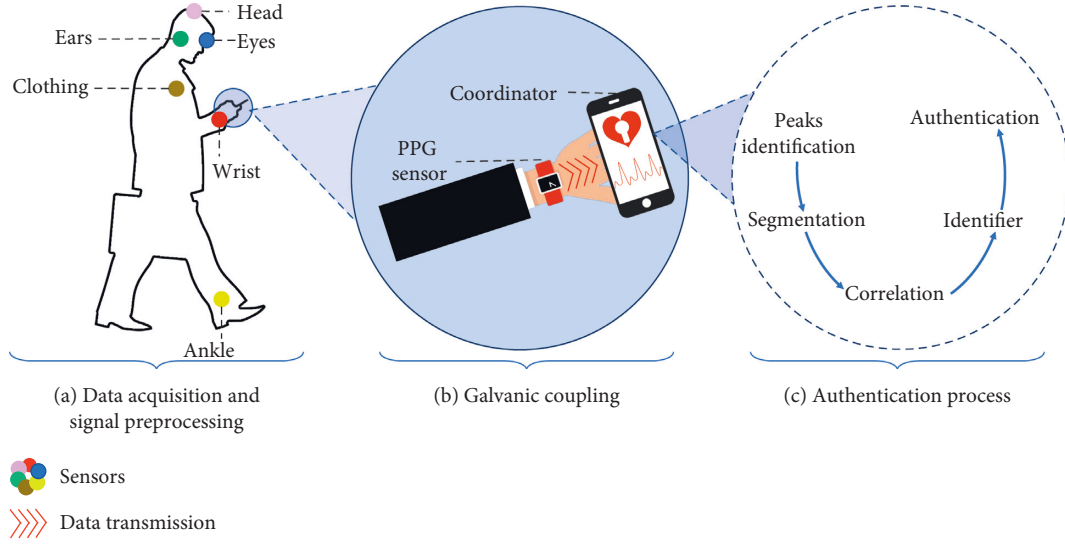 Head
Ears
Eyes
Clothing
Wrist
Ankle
(a) Data acquisition and
signal preprocessing
Coordinator
PPG
sensor
(b) Galvanic coupling
Peaks
identification
Segmentation
Correlation
Identifier
Authentication
(c) Authentication process
Sensors
Data transmission